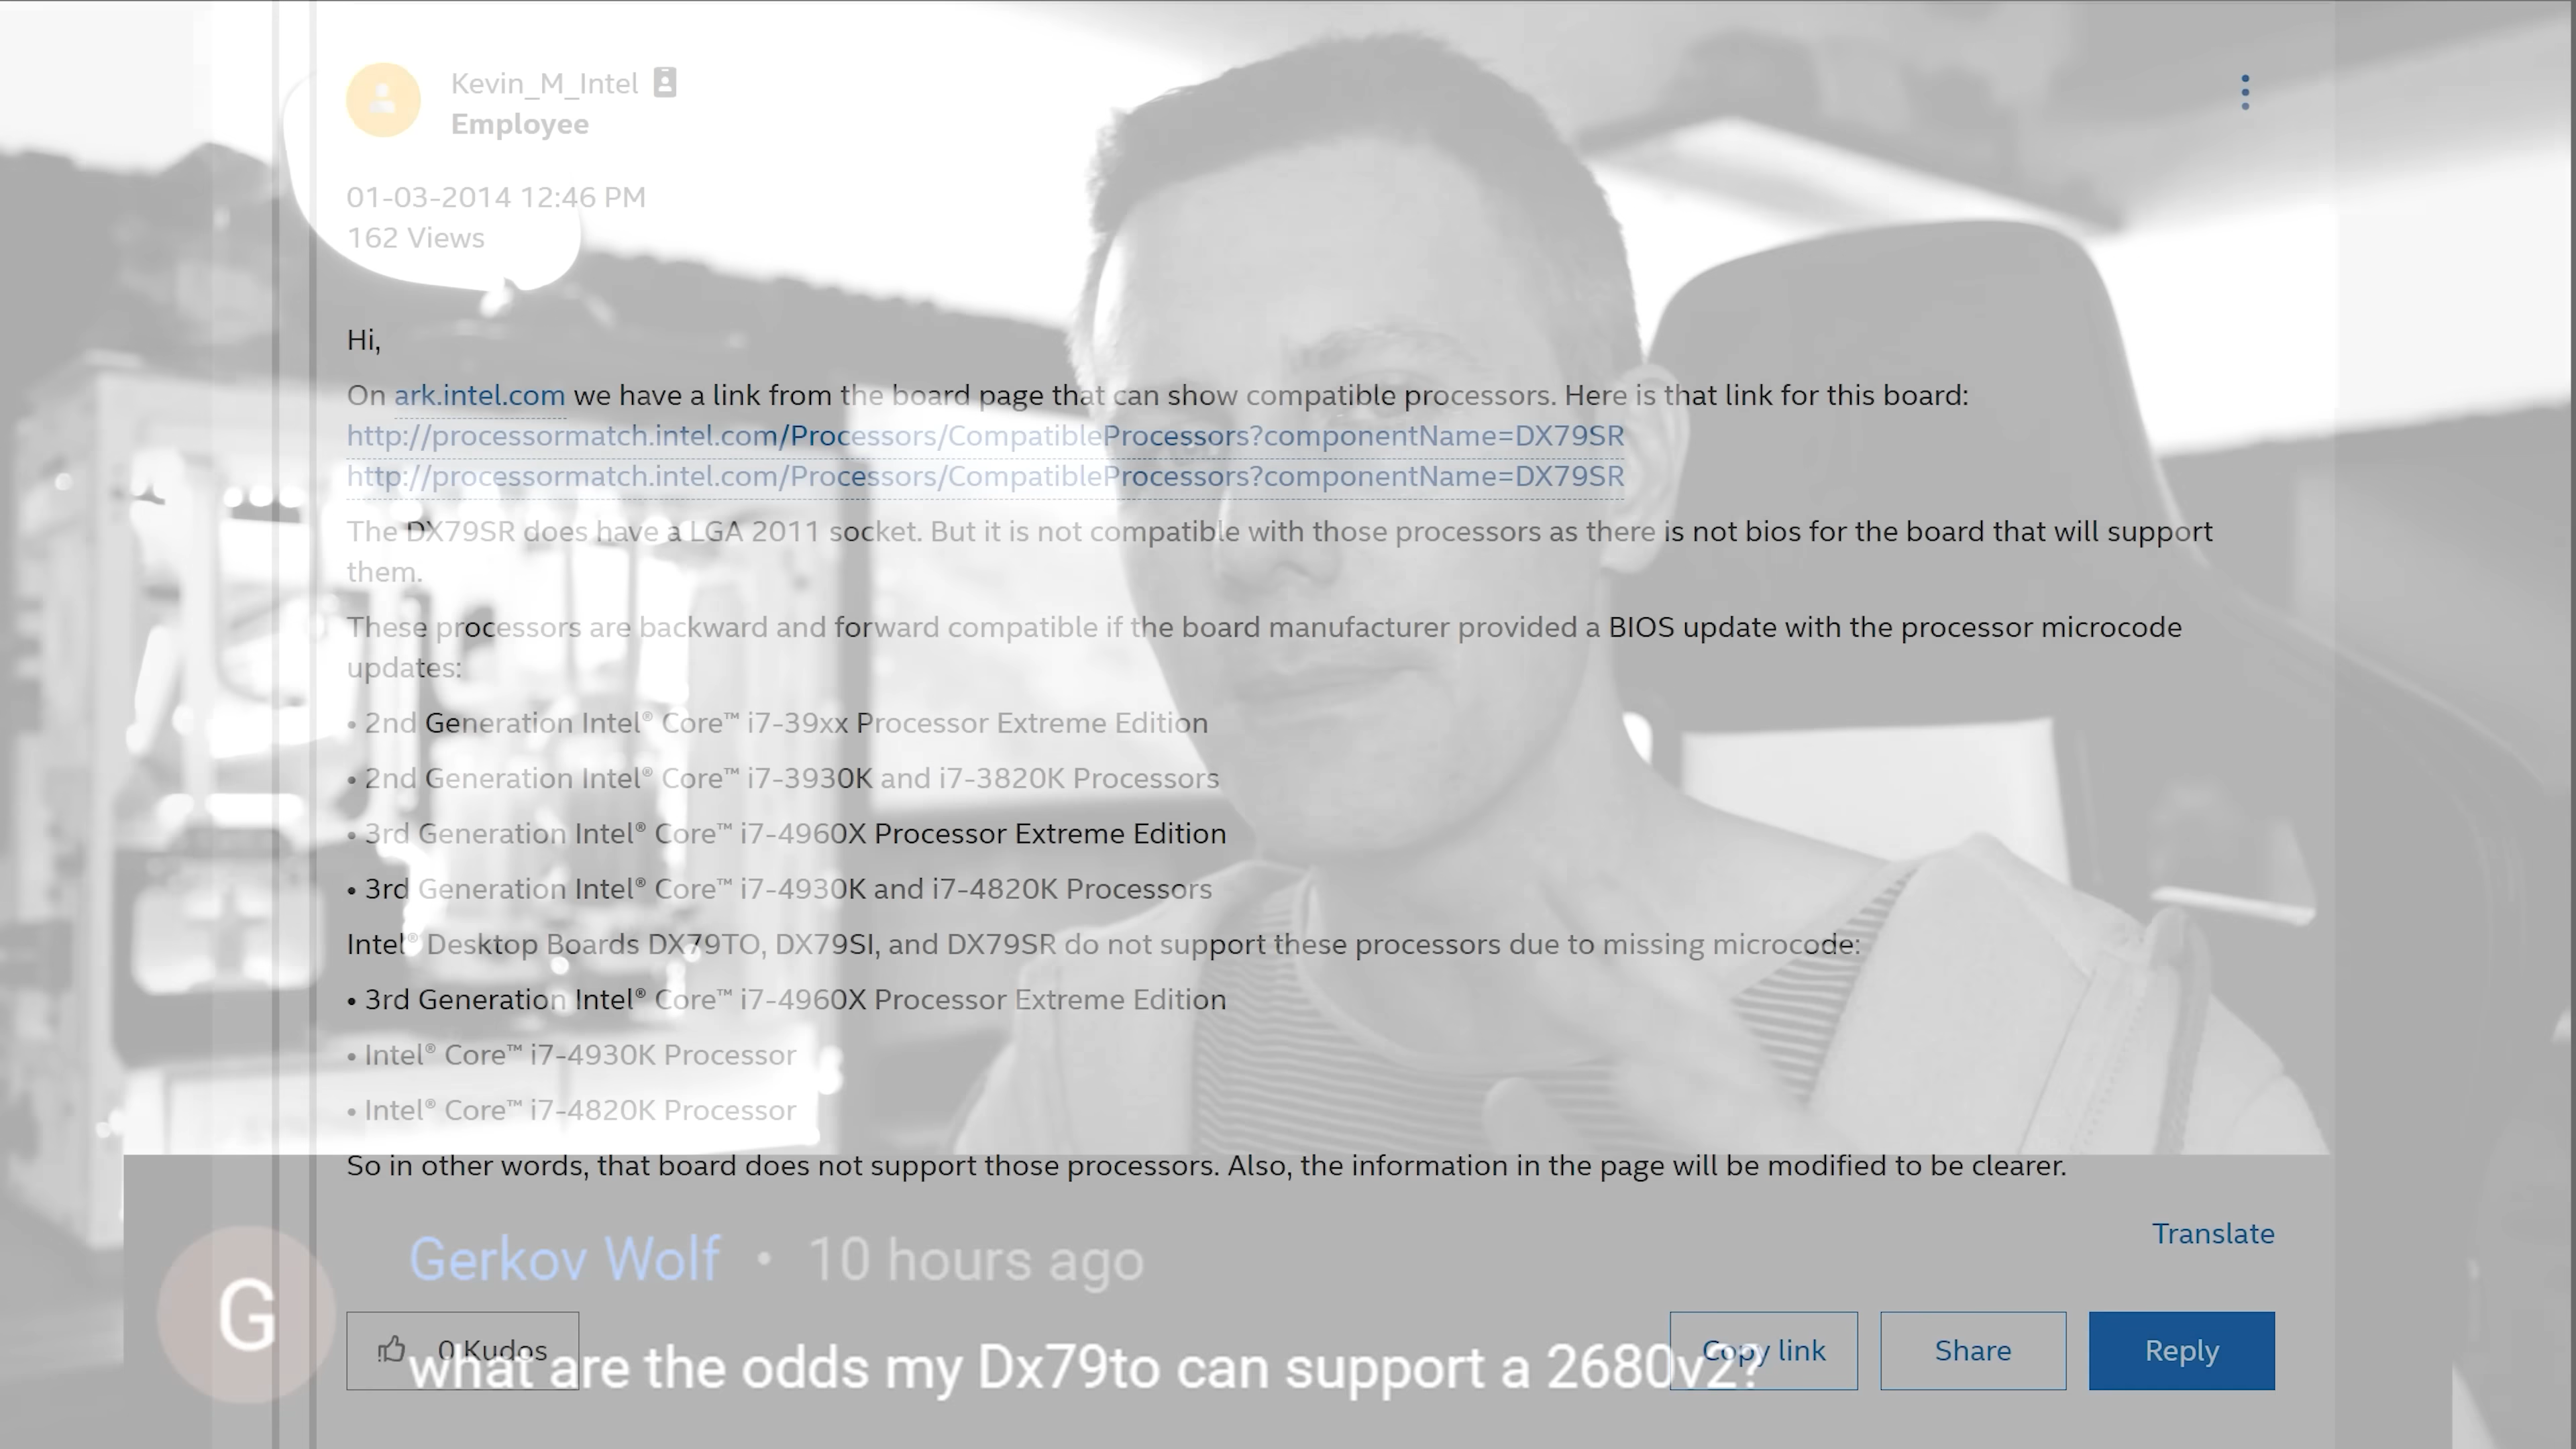 Kevin_M_Intel
Employee
01-03-2014 12:46 PM
162 Views
Hi,
On ark.intel.com we have a link from the board page that can show compatible processors. Here is that link for this board:
http://processormatch.intel.com/Processors/CompatibleProcessors?componentName=DX79SR
http://processormatch.intel.com/Processors/CompatibleProcessors?componentName=DX79SR
The DX79SR does have a LGA 2011 socket. But it is not compatible with those processors as there is not bios for the board that will support
them.
These processors are backward and forward compatible if the board manufacturer provided a BIOS update with the processor microcode
updates:
• 2nd Generation Intel® Core™ i7-39xx Processor Extreme Edition
• 2nd Generation Intel® Core™ i7-3930K and i7-3820K Processors
• 3rd Generation Intel® Core™ i7-4960X Processor Extreme Edition
• 3rd Generation Intel® Core™ i7-4930K and i7-4820K Processors
Intel® Desktop Boards DX79TO, DX79SI, and DX79SR do not support these processors due to missing microcode:
• 3rd Generation Intel® Core™ i7-4960X Processor Extreme Edition
• Intel® Core™ i7-4930K Processor
• Intel® Core™ i7-4820K Processor
So in other words, that board does not support those processors. Also, the information in the page will be modified to be clearer.
Translate
G
Gerkov Wolf • 10 hours ago
0 Kudos
Copy link
Share
Reply
what are the odds my Dx79to can support a 2680v2?